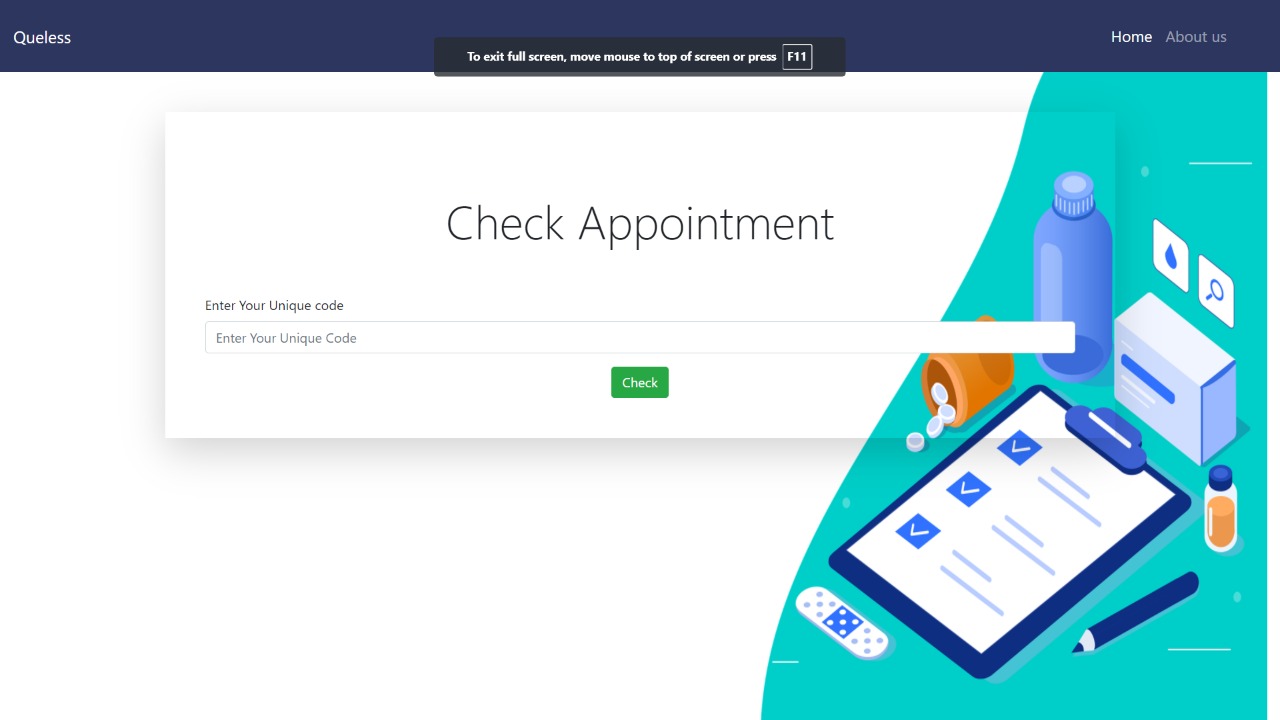 Queless
Home About us
To exit full screen, move mouse to top of screen or press F11
Check Appointment
Enter Your Unique code
Enter Your Unique Code
Check